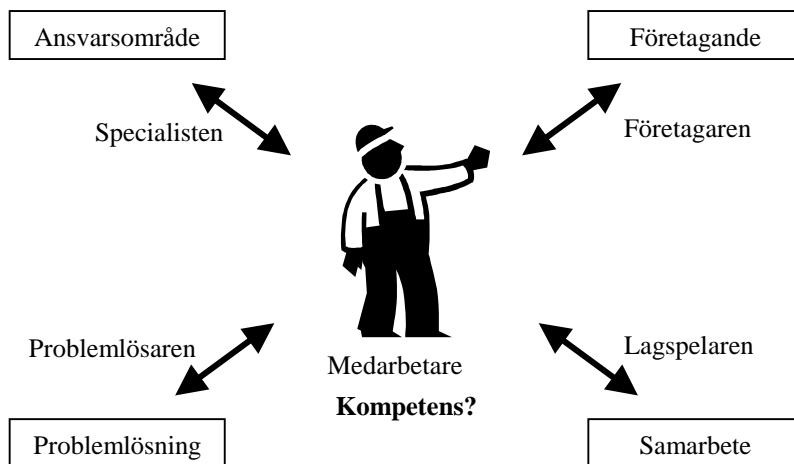 Ansvarsområde
Företagande
Specialisten
Företagaren
Problemlösaren
Lagspelaren
Medarbetare
Kompetens?
Problemlösning
Samarbete